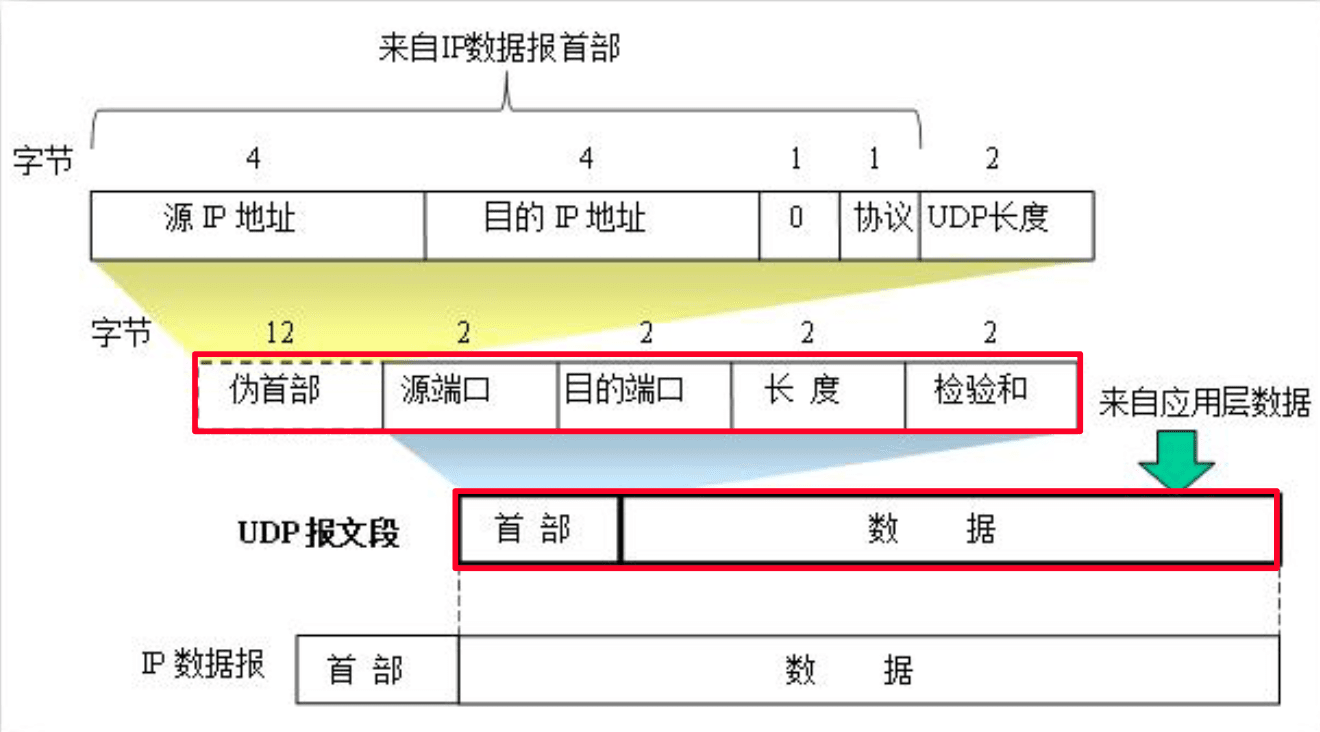 来自IP数据报首部
字节 4 4 1 1 2
源 IP 地址 目的 IP 地址 0 协议 UDP长度
字节 12 2 2 2 2
伪首部 源端口 目的端口 长 度 检验和
来自应用层数据
UDP 报文段 首 部 数 据
IP 数据报 首 部 数 据